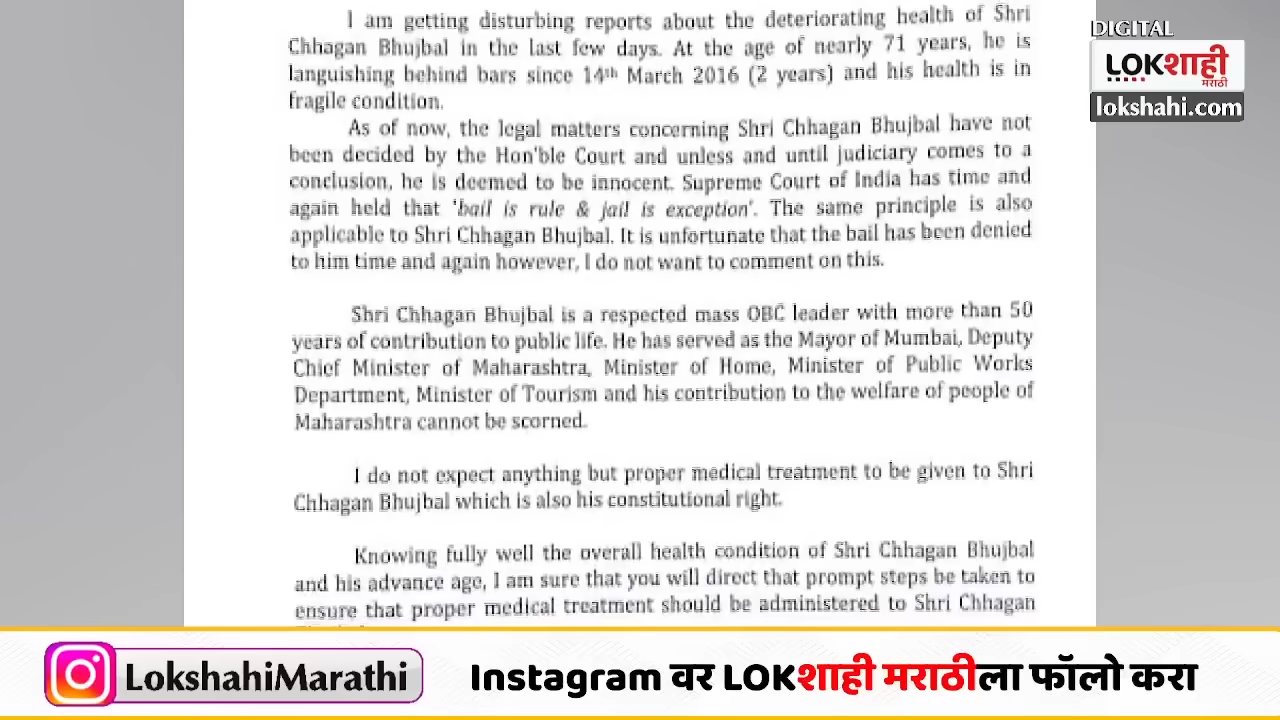 I am getting disturbing reports about the deteriorating health of Shri
Chhagan Bhujbal in the last few days. At the age of nearly 71 years, he is
languishing behind bars since 14th March 2016 (2 years) and his health is in
fragile condition.
As of now, the legal matters concerning Shri Chhagan Bhujbal have not
been decided by the Hon'ble Court and unless and until judiciary comes to a
conclusion, he is deemed to be innocent. Supreme Court of India has time and
again held that 'bail is rule & jail is exception'. The same principle is also
applicable to Shri Chhagan Bhujbal. It is unfortunate that the bail has been denied
to him time and again however, I do not want to comment on this.
Shri Chhagan Bhujbal is a respected mass OBC leader with more than 50
years of contribution to public life. He has served as the Mayor of Mumbai, Deputy
Chief Minister of Maharashtra, Minister of Home, Minister of Public Works
Department, Minister of Tourism and his contribution to the welfare of people of
Maharashtra cannot be scorned.
I do not expect anything but proper medical treatment to be given to Shri
Chhagan Bhujbal which is also his constitutional right.
Knowing fully well the overall health condition of Shri Chhagan Bhujbal
and his advance age, I am sure that you will direct that prompt steps be taken to
ensure that proper medical treatment should be administered to Shri Chhagan
DIGITAL
LOKशाही
मराठी
lokshahi.com
LokshahiMarathi
Instagram वर LOKशाही मराठीला फॉलो करा